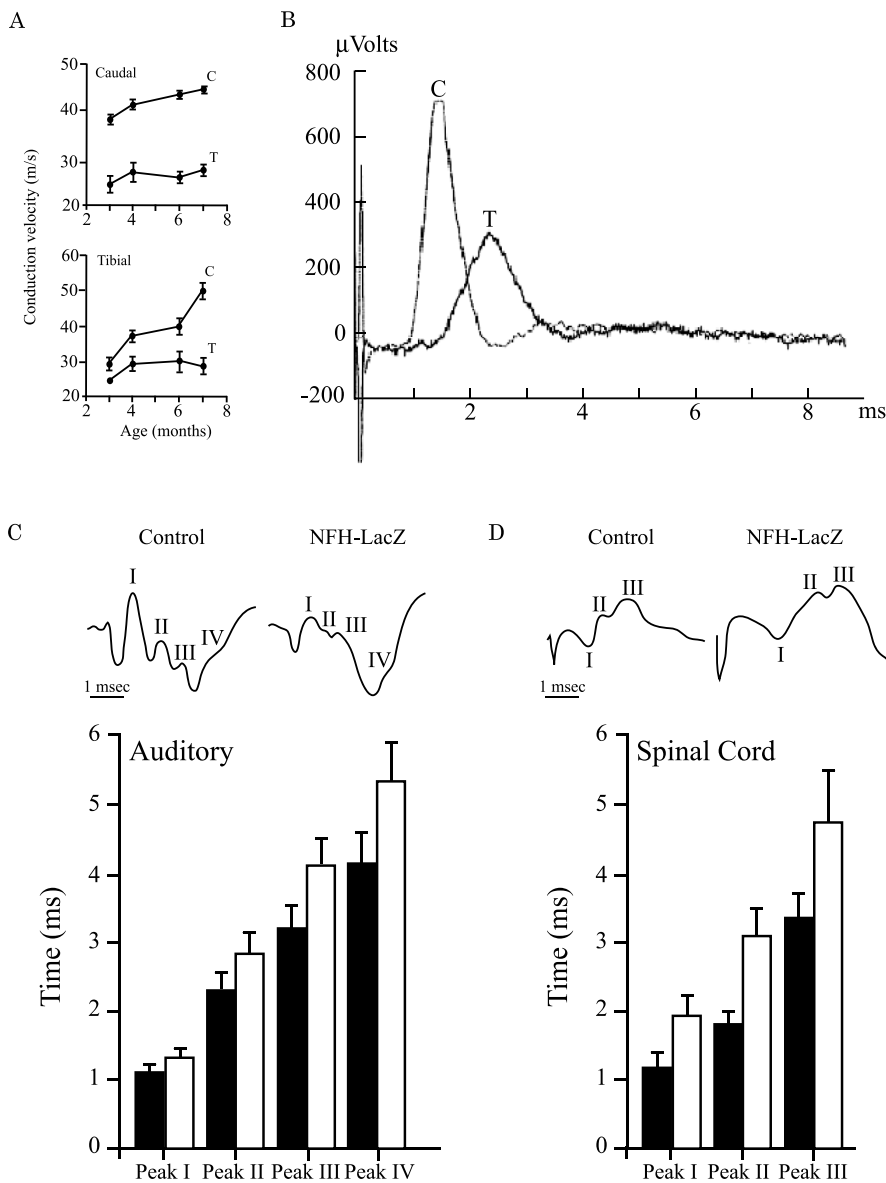 A
Conduction velocity (m/s)
50
40
30
20
Caudal
C
T
2 4 6 8
Tibial
60
50
40
30
20
C
T
2 4 6 8
Age (months)
B
µVolts
800
600
400
200
0
-200
C
T
2 4 6 8 ms
C
Control NFH-LacZ
I
II
III
IV
1 msec
I
II
III
IV
Auditory
Time (ms)
6
5
4
3
2
1
0
Peak I Peak II Peak III Peak IV
D
Control NFH-LacZ
I
II
III
1 msec
I
II
III
Spinal Cord
Time (ms)
6
5
4
3
2
1
0
Peak I Peak II Peak III